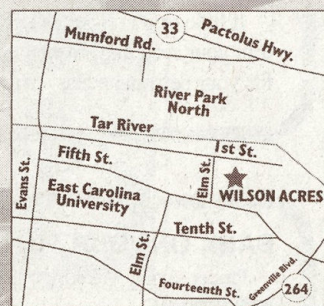 33
Pactolus Hwy.
Mumford Rd.
River Park
North
Tar River
1st St.
Fifth St.
Evans St.
Elm St.
WILSON ACRES
East Carolina
University
Elm St.
Tenth St.
Fourteenth St.
Greenville Blvd.
264